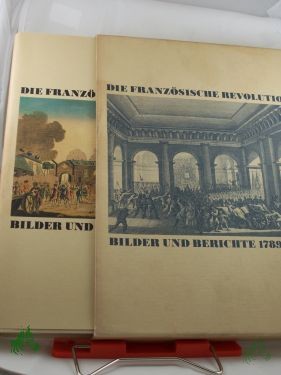 DIE FRANZÖ
BILDER UND
DIE FRANZÖSISCHE REVOLUTIO
BILDER UND BERICHTE 1789